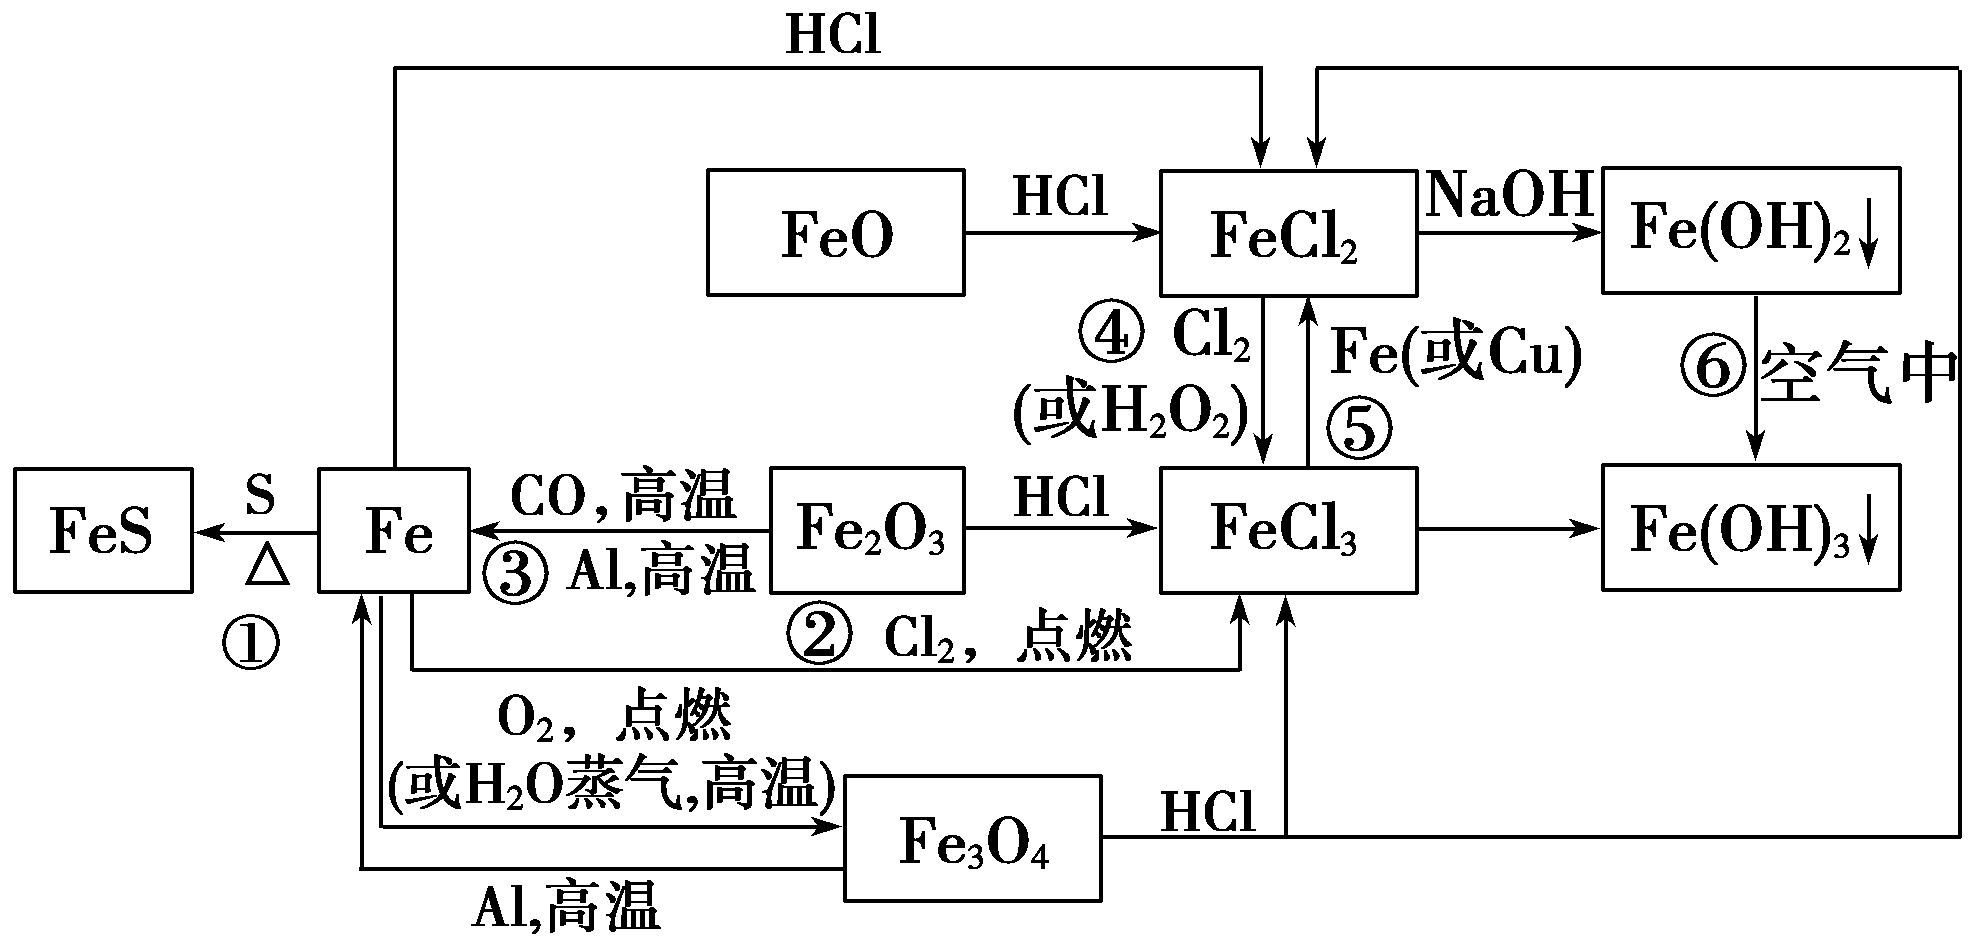 HCl
FeO
HCl
FeCl₂
NaOH
Fe(OH)₂↓
④ Cl₂
(或H₂O₂)
Fe(或Cu)
⑤
⑥空气中
FeS
S
△
①
Fe
CO,高温
③ Al,高温
Fe₂O₃
HCl
FeCl₃
Fe(OH)₃↓
② Cl₂，点燃
O₂，点燃
(或H₂O蒸气,高温)
Fe₃O₄
HCl
Al,高温